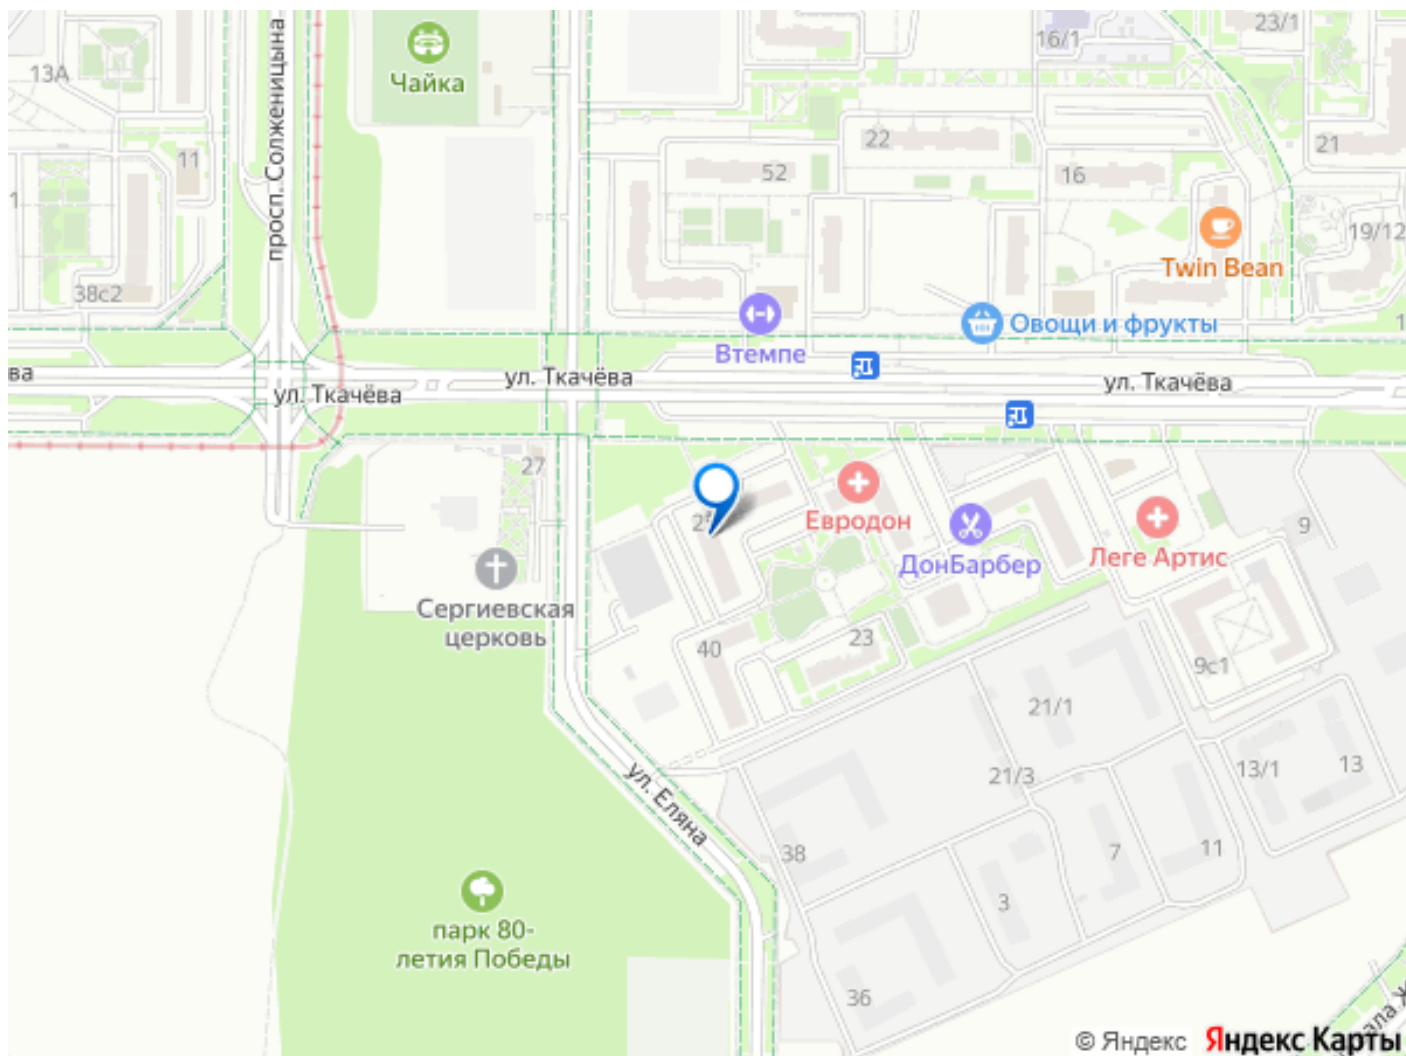 23/1
16/1
13А
Чайка
просп. Солженицына
22
21
11
52
16
1
19/12
Twin Bean
38с2
Овощи и фрукты
1
Втемпе
ва
ул. Ткачёва
ул. Ткачёва
ул. Ткачёва
27
Евродон
9
ДонБарбер
Леге Артис
Сергиевская
церковь
40
23
9с1
21/1
ул. Еляна
21/3
13/1
13
38
7
11
3
парк 80-
летия Победы
36
© Яндекс
Яндекс Карты